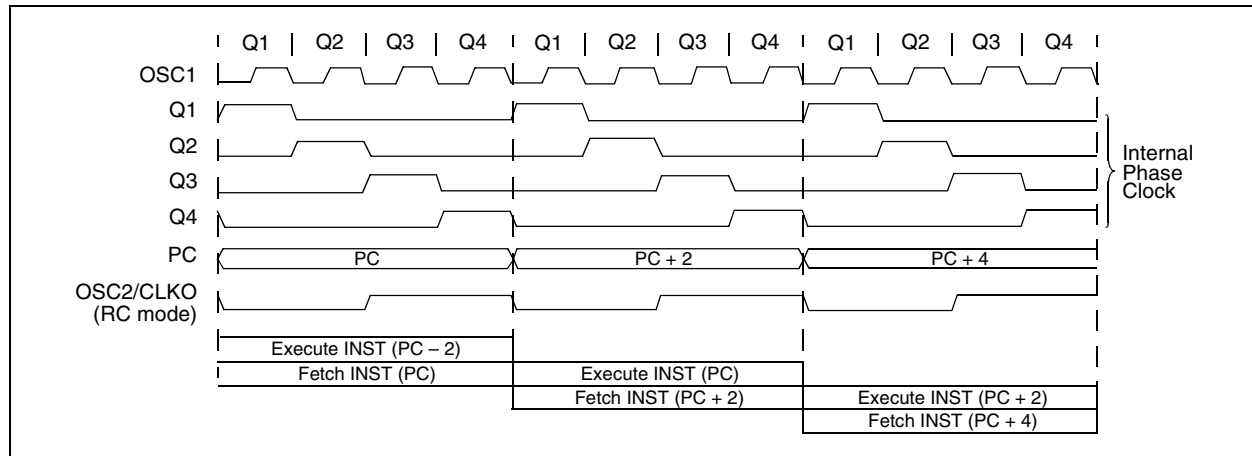 Q1 Q2 Q3 Q4 Q1 Q2 Q3 Q4 Q1 Q2 Q3 Q4
OSC1
Q1
Q2
Q3
Q4
Internal
Phase
Clock
PC PC PC + 2 PC + 4
OSC2/CLKO
(RC mode)
Execute INST (PC – 2)
Fetch INST (PC) Execute INST (PC)
Fetch INST (PC + 2) Execute INST (PC + 2)
Fetch INST (PC + 4)